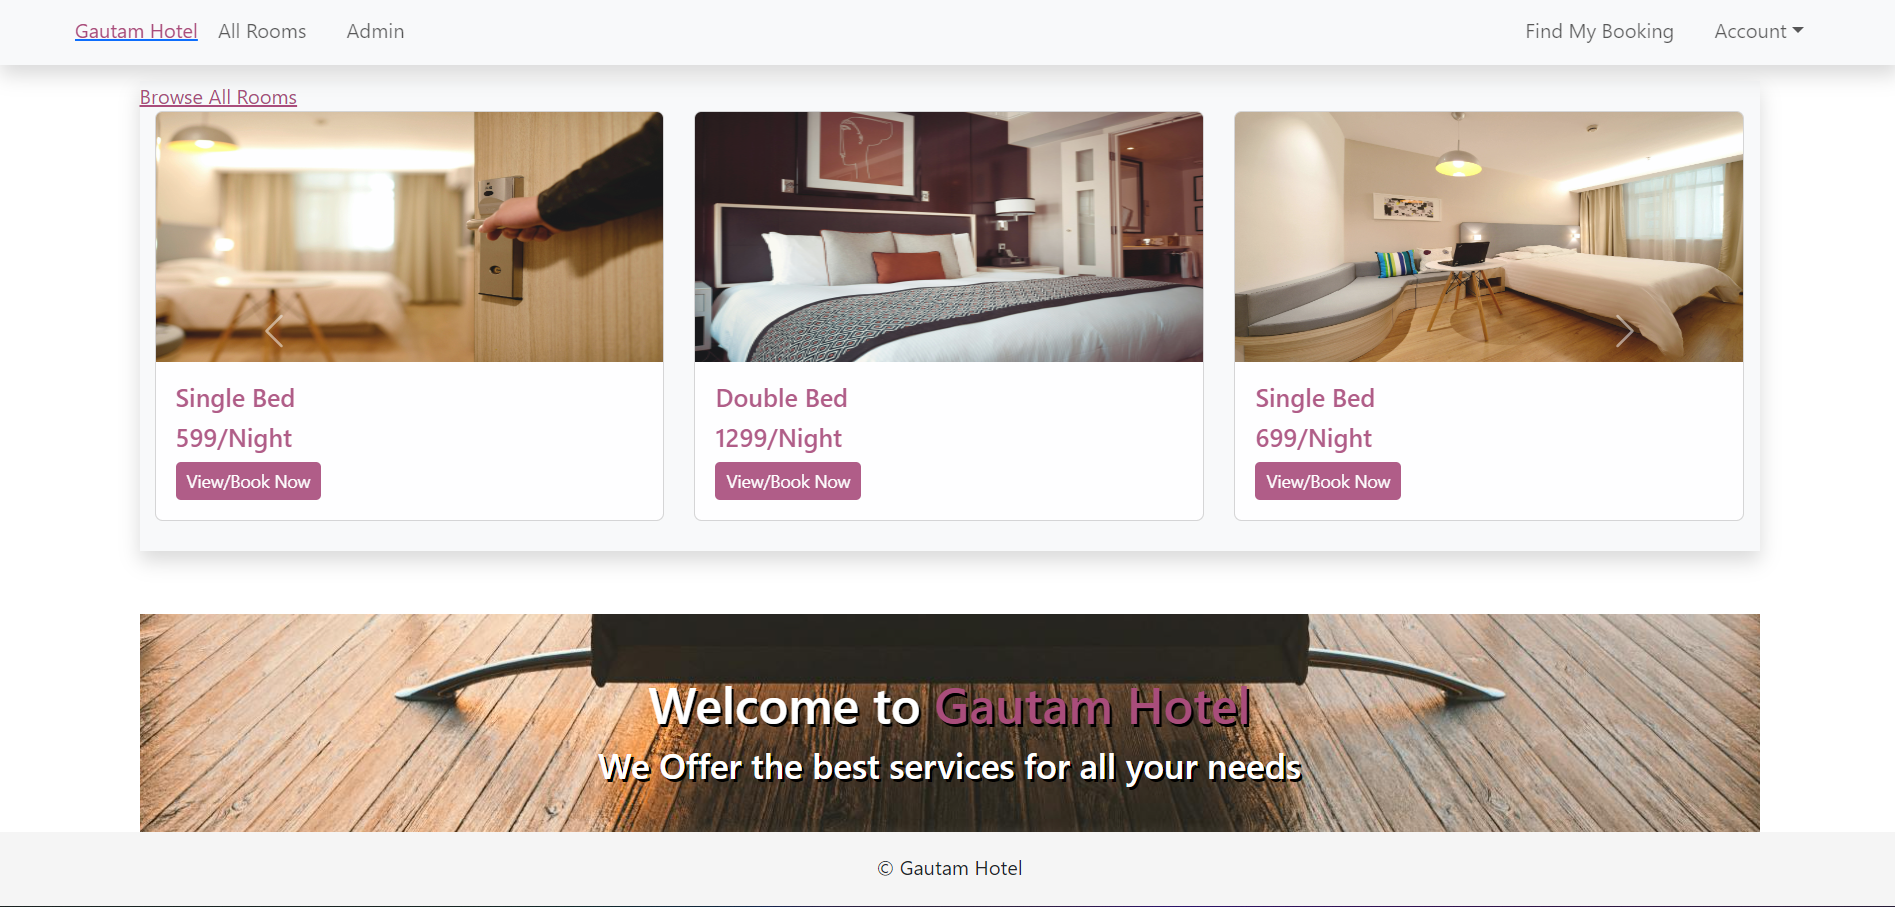 Gautam Hotel All Rooms Admin Find My Booking Account
Browse All Rooms
Single Bed
599/Night
View/Book Now
Double Bed
1299/Night
View/Book Now
Single Bed
699/Night
View/Book Now
Welcome to Gautam Hotel
We Offer the best services for all your needs
© Gautam Hotel